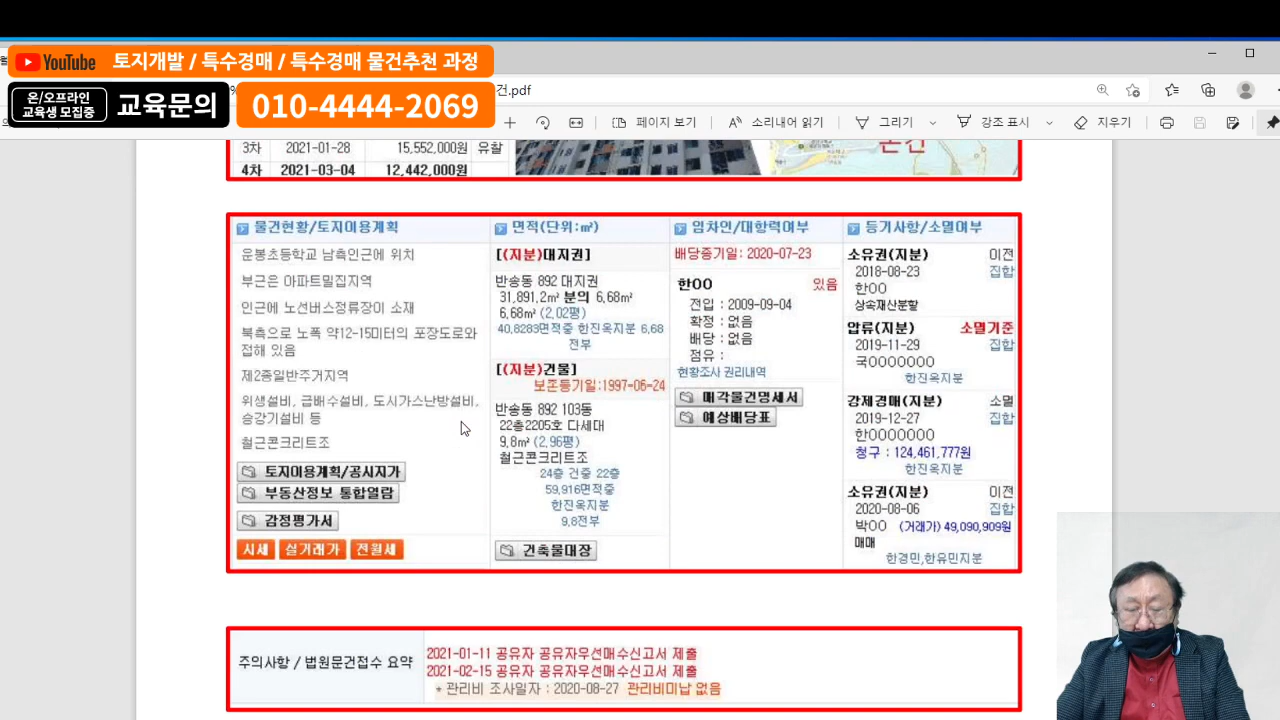 YouTube 토지개발 / 특수경매 / 특수경매 물건추천 과정
온/오프라인
교육생 모집중
교육문의
010-4444-2069
건.pdf
페이지 보기
소리내어 읽기
그리기
강조 표시
지우기
3차 2021-01-28 15,552,000원 유찰
4차 2021-03-04 12,442,000원
본건
물건현황/토지이용계획
운봉초등학교 남측인근에 위치
부근은 아파트밀집지역
인근에 노선버스정류장이 소재
북측으로 노폭 약12-15미터의 포장도로와
접해 있음
제2종일반주거지역
위생설비, 급배수설비, 도시가스난방설비,
승강기설비 등
철근콘크리트조
토지이용계획/공시지가
부동산정보 통합열람
감정평가서
시세 실거래가 전월세
면적(단위:㎡)
[(지분)대지권]
반송동 892 대지권
31,891.2㎡ 분의 6.68㎡
6.68㎡ (2.02평)
40.8283면적중 한진옥지분 6.68
전부
[(지분)건물]
보존등기일:1997-06-24
반송동 892 103동
22층2205호 다세대
9.8㎡ (2.96평)
철근콘크리트조
24층 건중 22층
59.916면적중
한진옥지분
9.8전부
건축물대장
임차인/대항력여부
배당종기일: 2020-07-23
한OO 있음
전입 : 2009-09-04
확정 : 없음
배당 : 없음
점유 :
현황조사 권리내역
매각물건명세서
예상배당표
등기사항/소멸여부
소유권(지분) 이전
2018-08-23 집합
한OO
상속재산분할
압류(지분) 소멸기준
2019-11-29 집합
국OOOOOOO
한진옥지분
강제경매(지분) 소멸
2019-12-27 집합
한OOOOOOO
청구 : 124,461,777원
한진옥지분
소유권(지분) 이전
2020-08-06 집합
박OO (거래가) 49,090,909원
매매
한경민,한유민지분
주의사항 / 법원문건접수 요약
2021-01-11 공유자 공유자우선매수신고서 제출
2021-02-15 공유자 공유자우선매수신고서 제출
* 관리비 조사일자 : 2020-08-27 관리비미납 없음